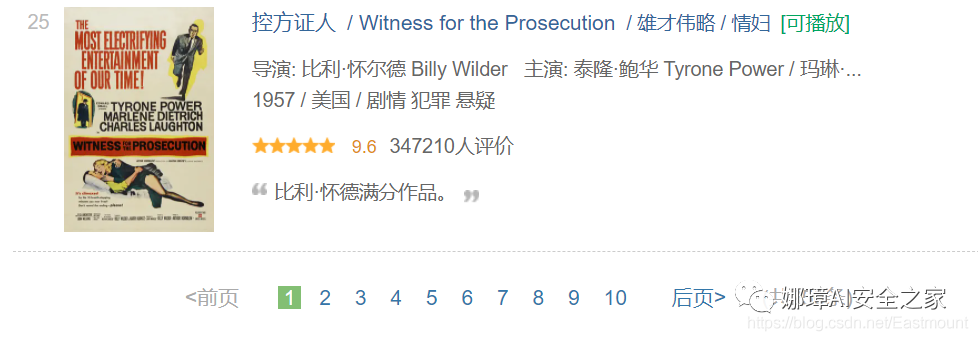 25
控方证人 / Witness for the Prosecution / 雄才伟略 / 情妇 [可播放]
THE
MOST ELECTRIFYING
ENTERTAINMENT
OF OUR TIME!
TYRONE POWER
MARLENE DIETRICH
CHARLES LAUGHTON
WITNESS FOR THE PROSECUTION
导演: 比利·怀尔德 Billy Wilder 主演: 泰隆·鲍华 Tyrone Power / 玛琳·...
1957 / 美国 / 剧情 犯罪 悬疑
9.6 347210人评价
“ 比利·怀德满分作品。 ”
<前页 1 2 3 4 5 6 7 8 9 10 后页>
娜璋AI安全之家
https://blog.csdn.net/Eastmount